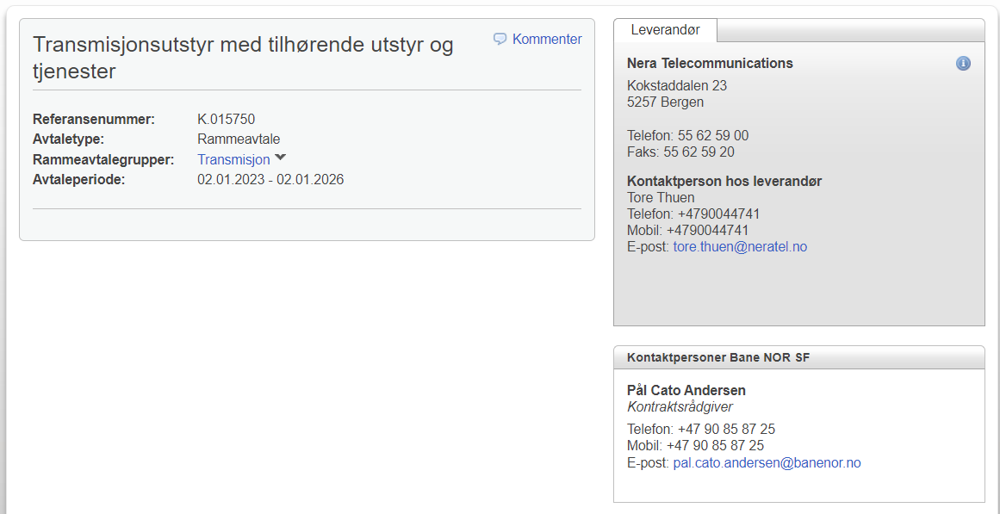 Transmisjonsutstyr med tilhørende utstyr og
tjenester
Kommenter
Referansenummer: K.015750
Avtaletype: Rammeavtale
Rammeavtalegrupper: Transmisjon
Avtaleperiode: 02.01.2023 - 02.01.2026
Leverandør
Nera Telecommunications
Kokstaddalen 23
5257 Bergen
Telefon: 55 62 59 00
Faks: 55 62 59 20
Kontaktperson hos leverandør
Tore Thuen
Telefon: +4790044741
Mobil: +4790044741
E-post: tore.thuen@neratel.no
Kontaktpersoner Bane NOR SF
Pål Cato Andersen
Kontraktsrådgiver
Telefon: +47 90 85 87 25
Mobil: +47 90 85 87 25
E-post: pal.cato.andersen@banenor.no